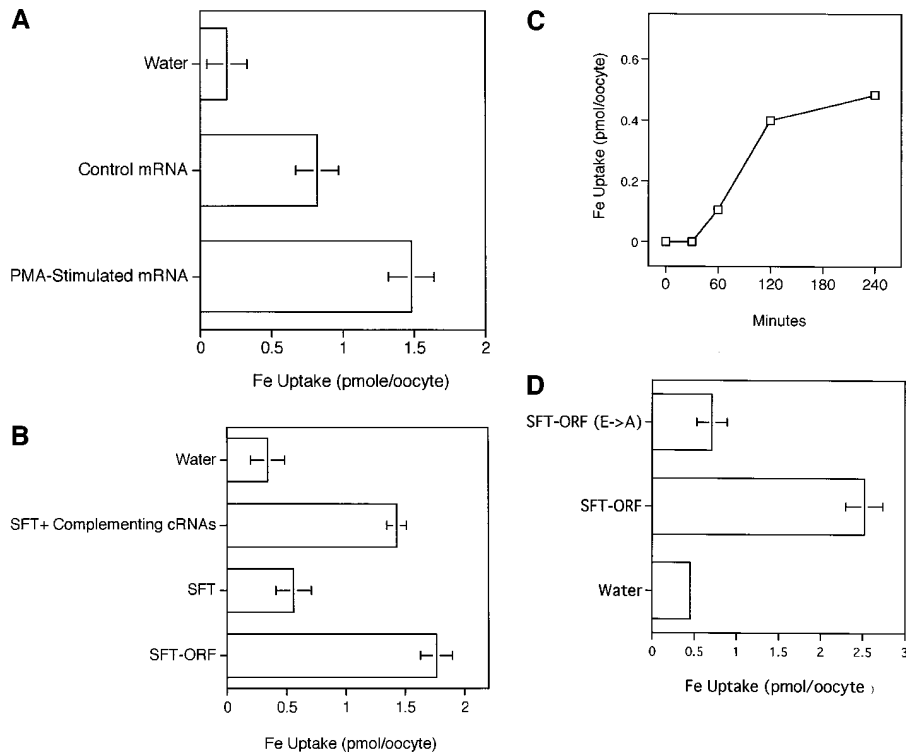 A
Water
Control mRNA
PMA-Stimulated mRNA
0 0.5 1 1.5 2
Fe Uptake (pmole/oocyte)
B
Water
SFT+ Complementing cRNAs
SFT
SFT-ORF
0 0.5 1 1.5 2
Fe Uptake (pmol/oocyte)
C
Fe Uptake (pmol/oocyte)
0.6
0.4
0.2
0
0 60 120 180 240
Minutes
D
SFT-ORF (E->A)
SFT-ORF
Water
0 0.5 1 1.5 2 2.5 3
Fe Uptake (pmol/oocyte )